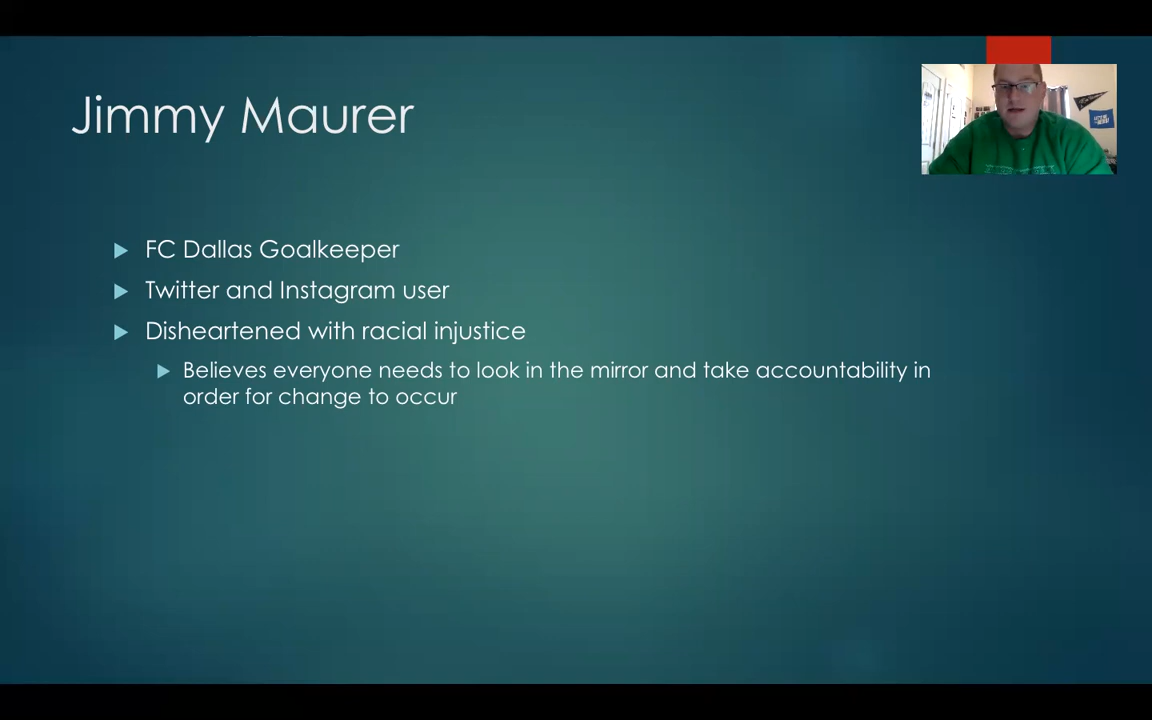 Jimmy Maurer
FC Dallas Goalkeeper
Twitter and Instagram user
Disheartened with racial injustice
Believes everyone needs to look in the mirror and take accountability in
order for change to occur